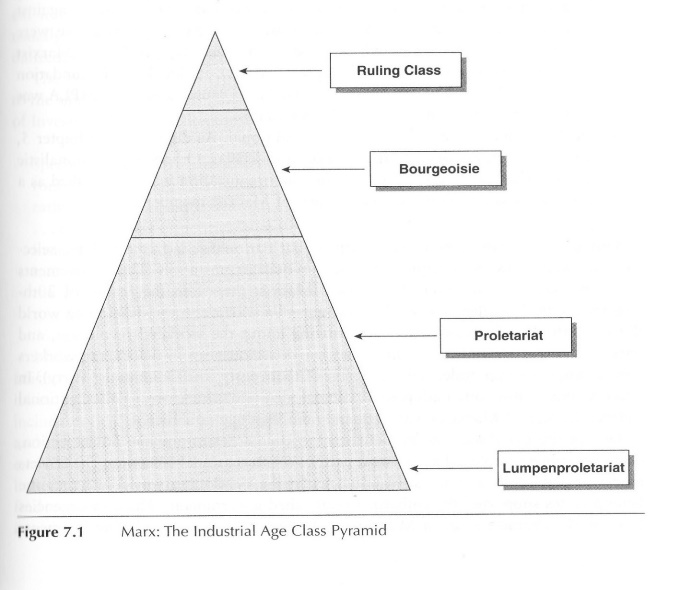 Ruling Class
Bourgeoisie
Proletariat
Lumpenproletariat
Figure 7.1 Marx: The Industrial Age Class Pyramid